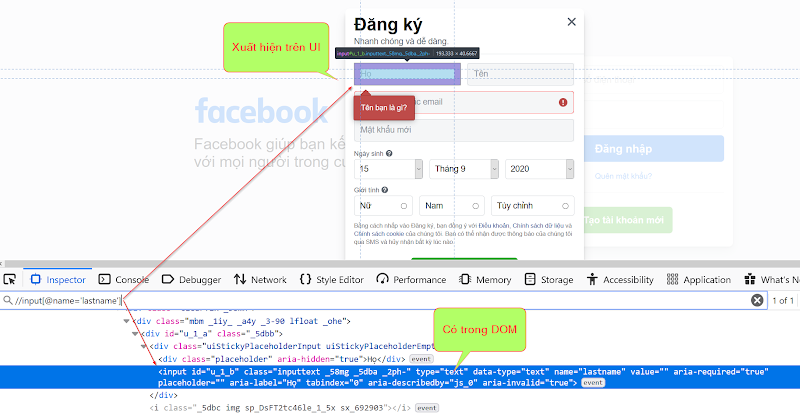 Đăng ký
Nhanh chóng và dễ dàng.
Xuất hiện trên UI
input#u_1_b.inputtext._58mg._5dba._2ph- | 193.333 × 40.6667
Họ
Tên
facebook
email
Tên bạn là gì?
Mật khẩu mới
Facebook giúp bạn kế
với mọi người trong cu
Đăng nhập
Ngày sinh
15
Tháng 9
2020
Quên mật khẩu?
Giới tính
Nữ
Nam
Tùy chỉnh
Tạo tài khoản mới
Bằng cách nhấp vào Đăng ký, bạn đồng ý với Điều khoản, Chính sách dữ liệu và
Chính sách cookie của chúng tôi. Bạn có thể nhận được thông báo của chúng tôi
qua SMS và hủy nhận bất kỳ lúc nào.
Inspector
Console
Debugger
Network
Style Editor
Performance
Memory
Storage
Accessibility
Application
What's No
//input[@name='lastname']
1 of 1
<div class="mbm _1iy_ _a4y _3-90 lfloat _ohe">
<div id="u_1_a" class="_5dbb">
<div class="uiStickyPlaceholderInput uiStickyPlaceholderEmpt
Có trong DOM
<div class="placeholder" aria-hidden="true">Họ</div> event
<input id="u_1_b" class="inputtext _58mg _5dba _2ph-" type="text" data-type="text" name="lastname" value="" aria-required="true"
placeholder="" aria-label="Họ" tabindex="0" aria-describedby="js_0" aria-invalid="true"> event
</div>
<i class="_5dbc img sp_DsFT2tc46le_1_5x sx_692903"></i> event